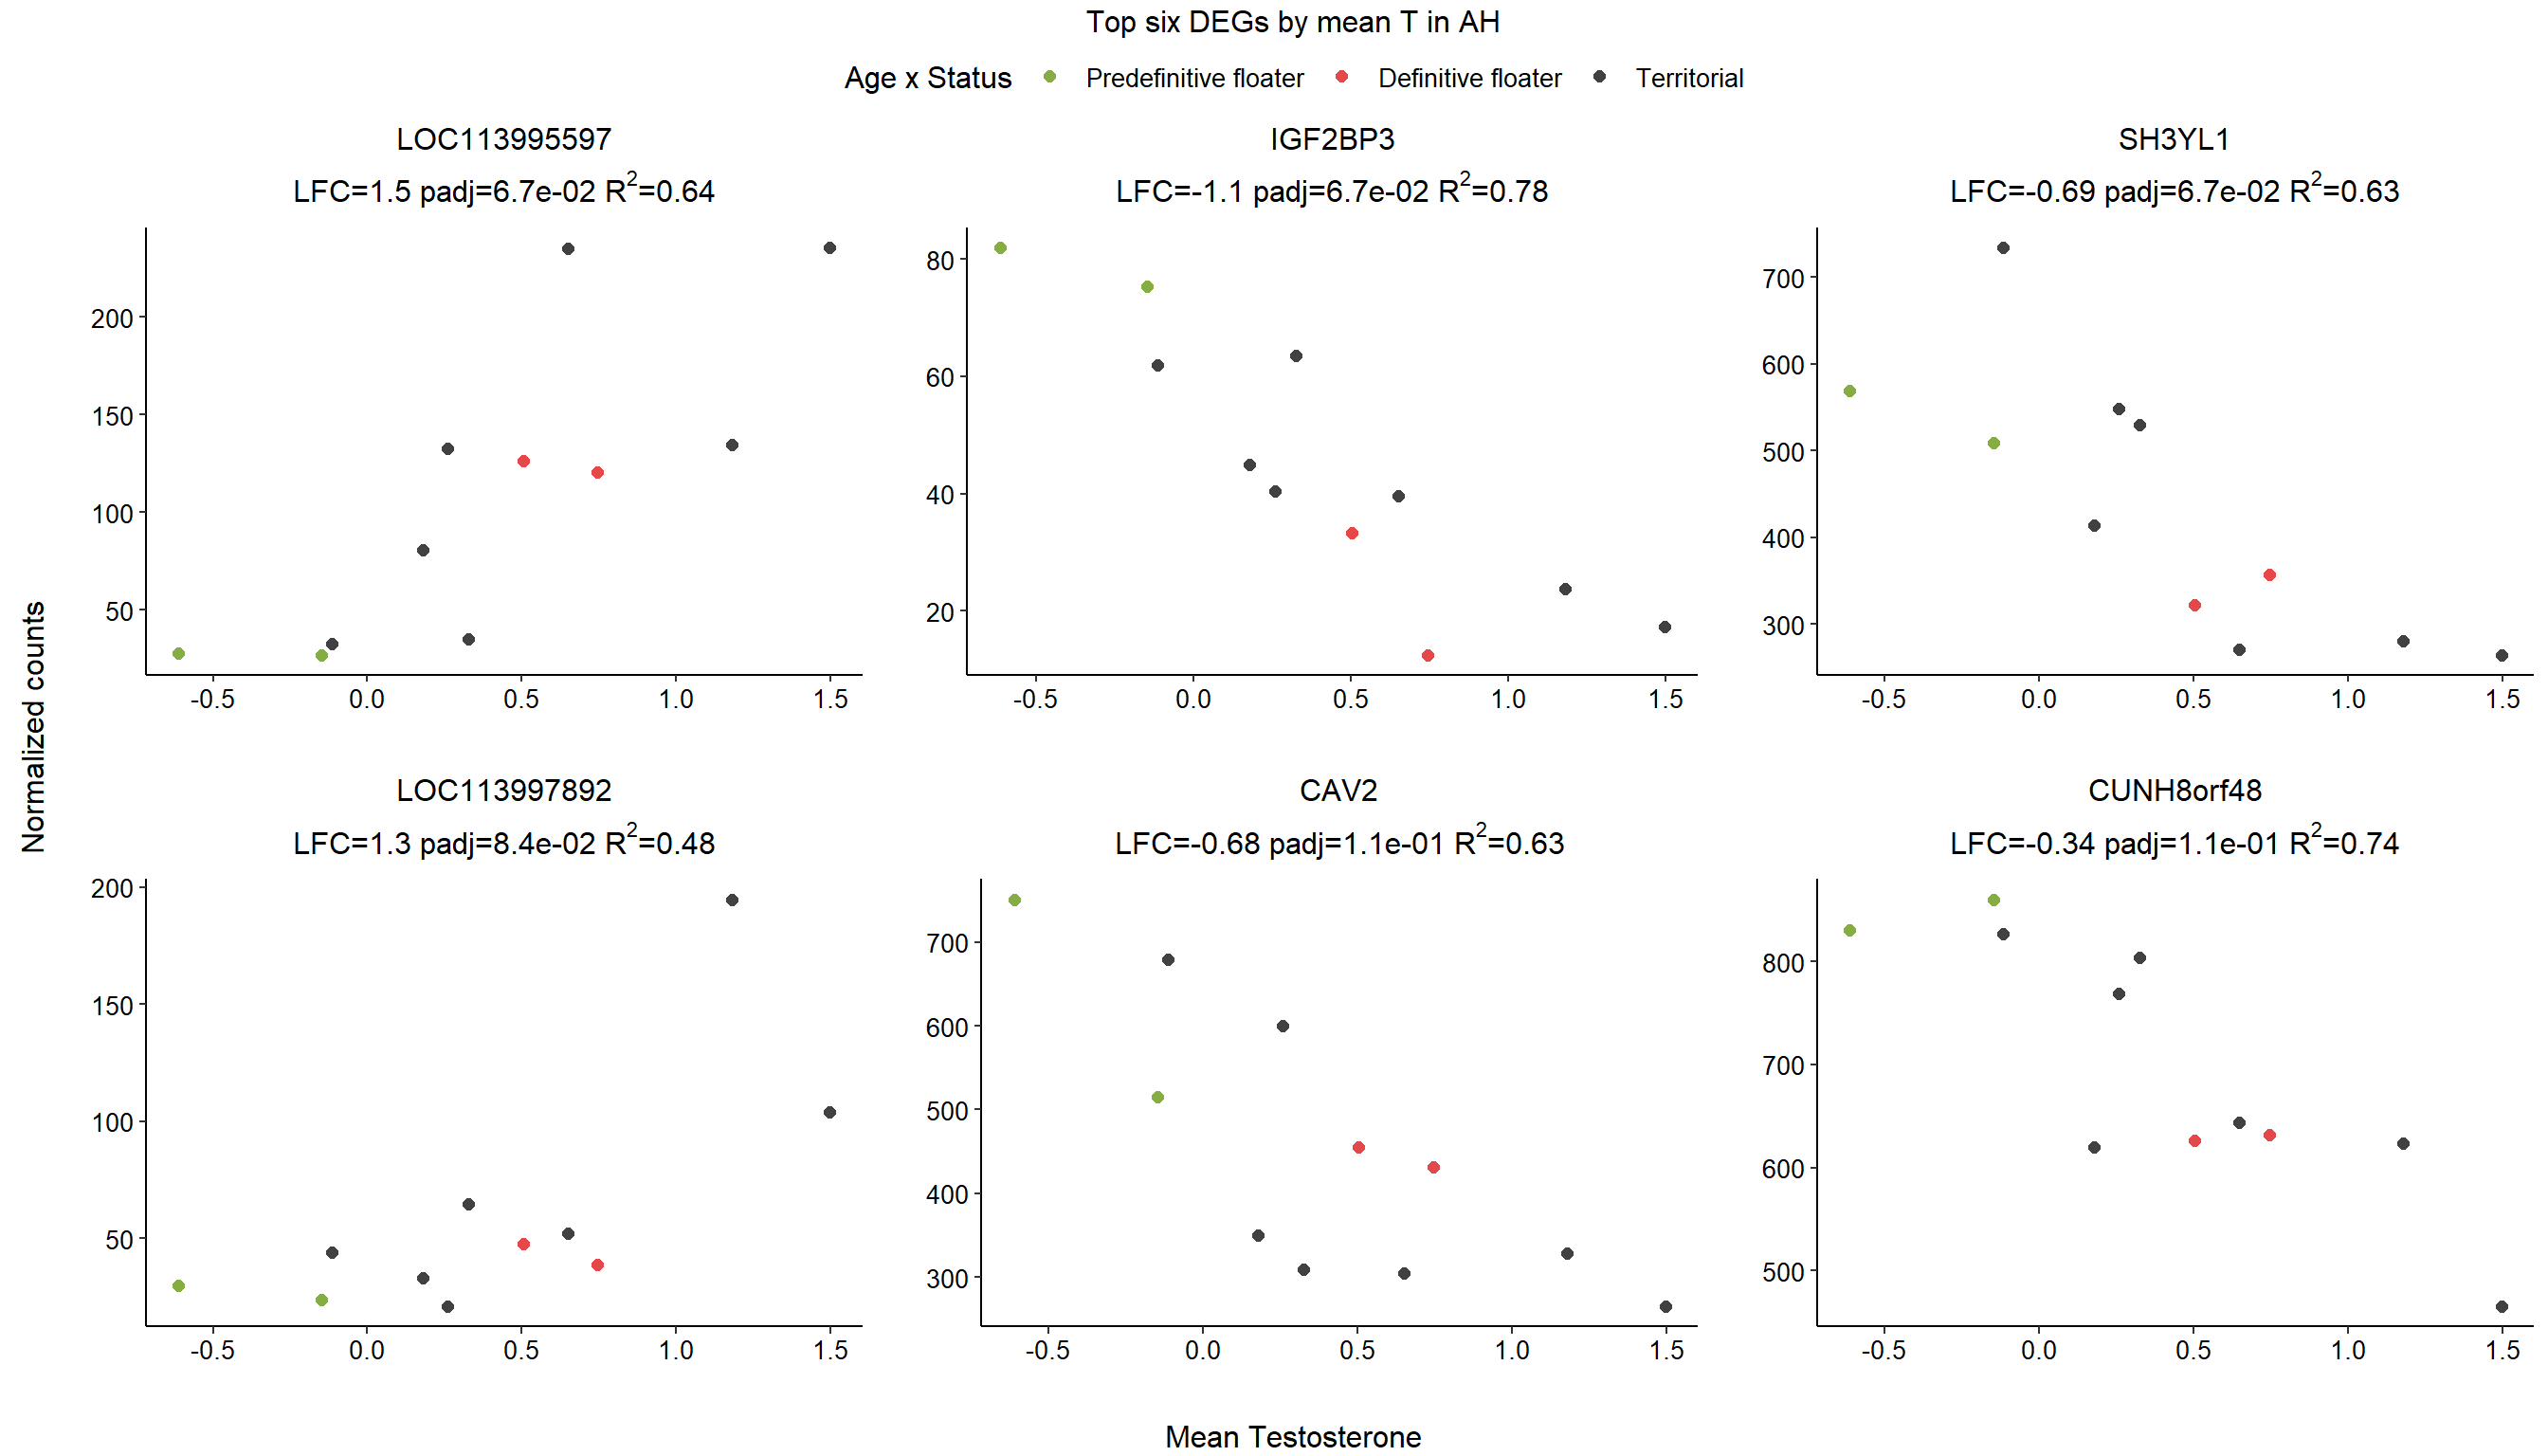 Top six DEGs by mean T in AH
Age x Status Predefinitive floater Definitive floater Territorial
LOC113995597
LFC=1.5 padj=6.7e-02 R²=0.64
200
150
100
50
-0.5 0.0 0.5 1.0 1.5
IGF2BP3
LFC=-1.1 padj=6.7e-02 R²=0.78
80
60
40
20
-0.5 0.0 0.5 1.0 1.5
SH3YL1
LFC=-0.69 padj=6.7e-02 R²=0.63
700
600
500
400
300
-0.5 0.0 0.5 1.0 1.5
Normalized counts
LOC113997892
LFC=1.3 padj=8.4e-02 R²=0.48
200
150
100
50
-0.5 0.0 0.5 1.0 1.5
CAV2
LFC=-0.68 padj=1.1e-01 R²=0.63
700
600
500
400
300
-0.5 0.0 0.5 1.0 1.5
CUNH8orf48
LFC=-0.34 padj=1.1e-01 R²=0.74
800
700
600
500
-0.5 0.0 0.5 1.0 1.5
Mean Testosterone